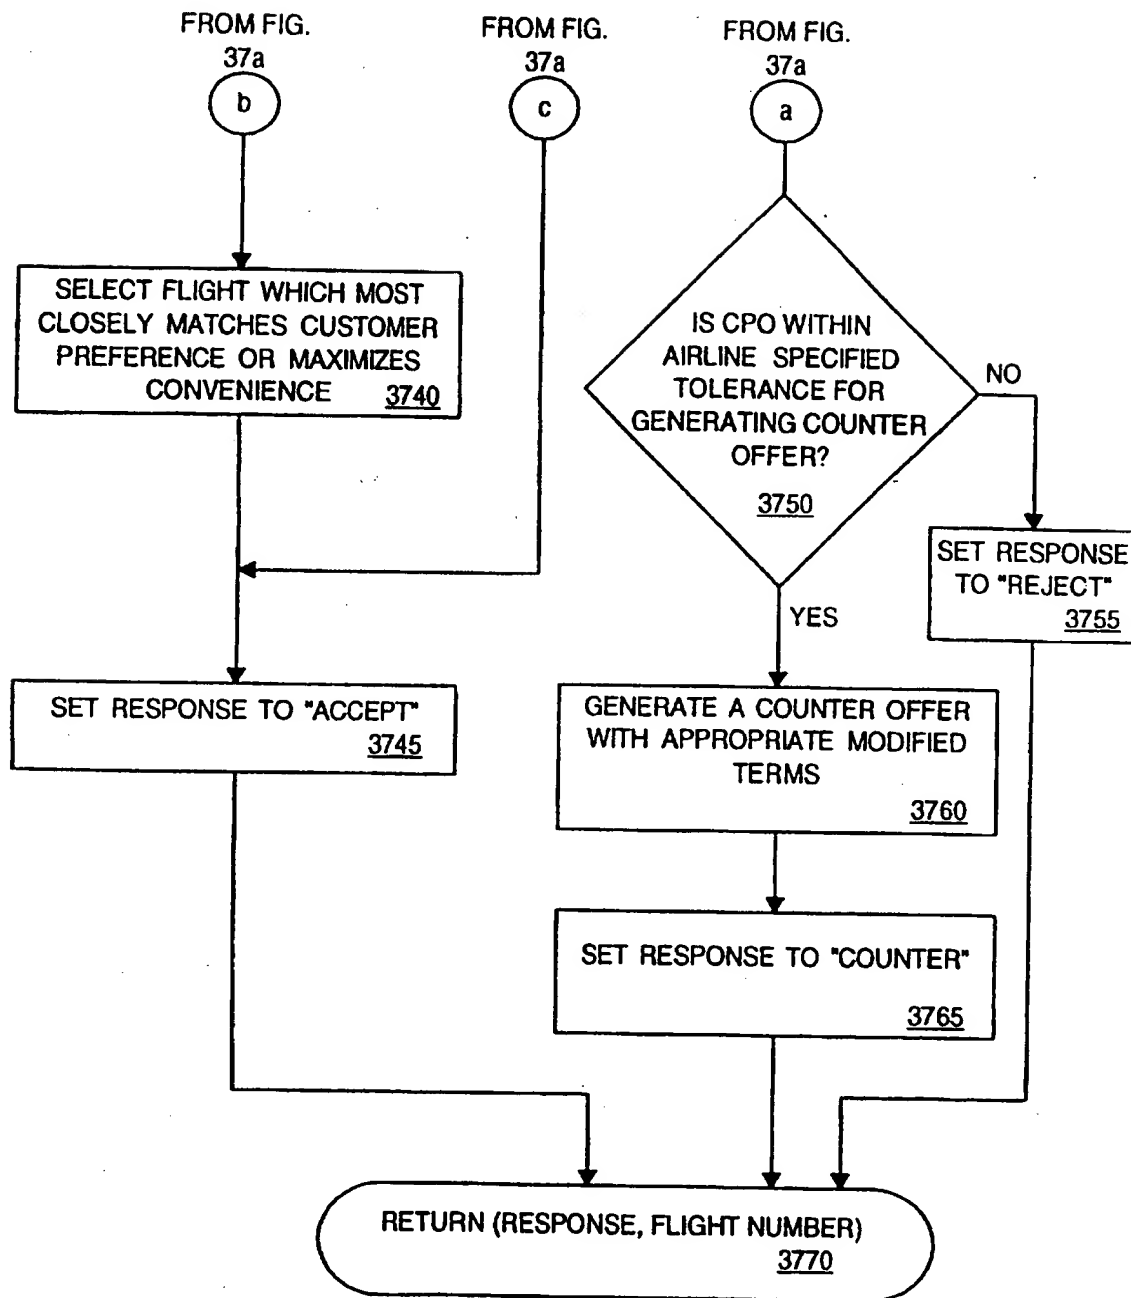 FROM FIG.
37a
b
FROM FIG.
37a
c
FROM FIG.
37a
a
SELECT FLIGHT WHICH MOST
CLOSELY MATCHES CUSTOMER
PREFERENCE OR MAXIMIZES
CONVENIENCE 3740
IS CPO WITHIN
AIRLINE SPECIFIED
TOLERANCE FOR
GENERATING COUNTER
OFFER?
3750
NO
YES
SET RESPONSE
TO "REJECT"
3755
SET RESPONSE TO "ACCEPT"
3745
GENERATE A COUNTER OFFER
WITH APPROPRIATE MODIFIED
TERMS
3760
SET RESPONSE TO "COUNTER"
3765
RETURN (RESPONSE, FLIGHT NUMBER)
3770